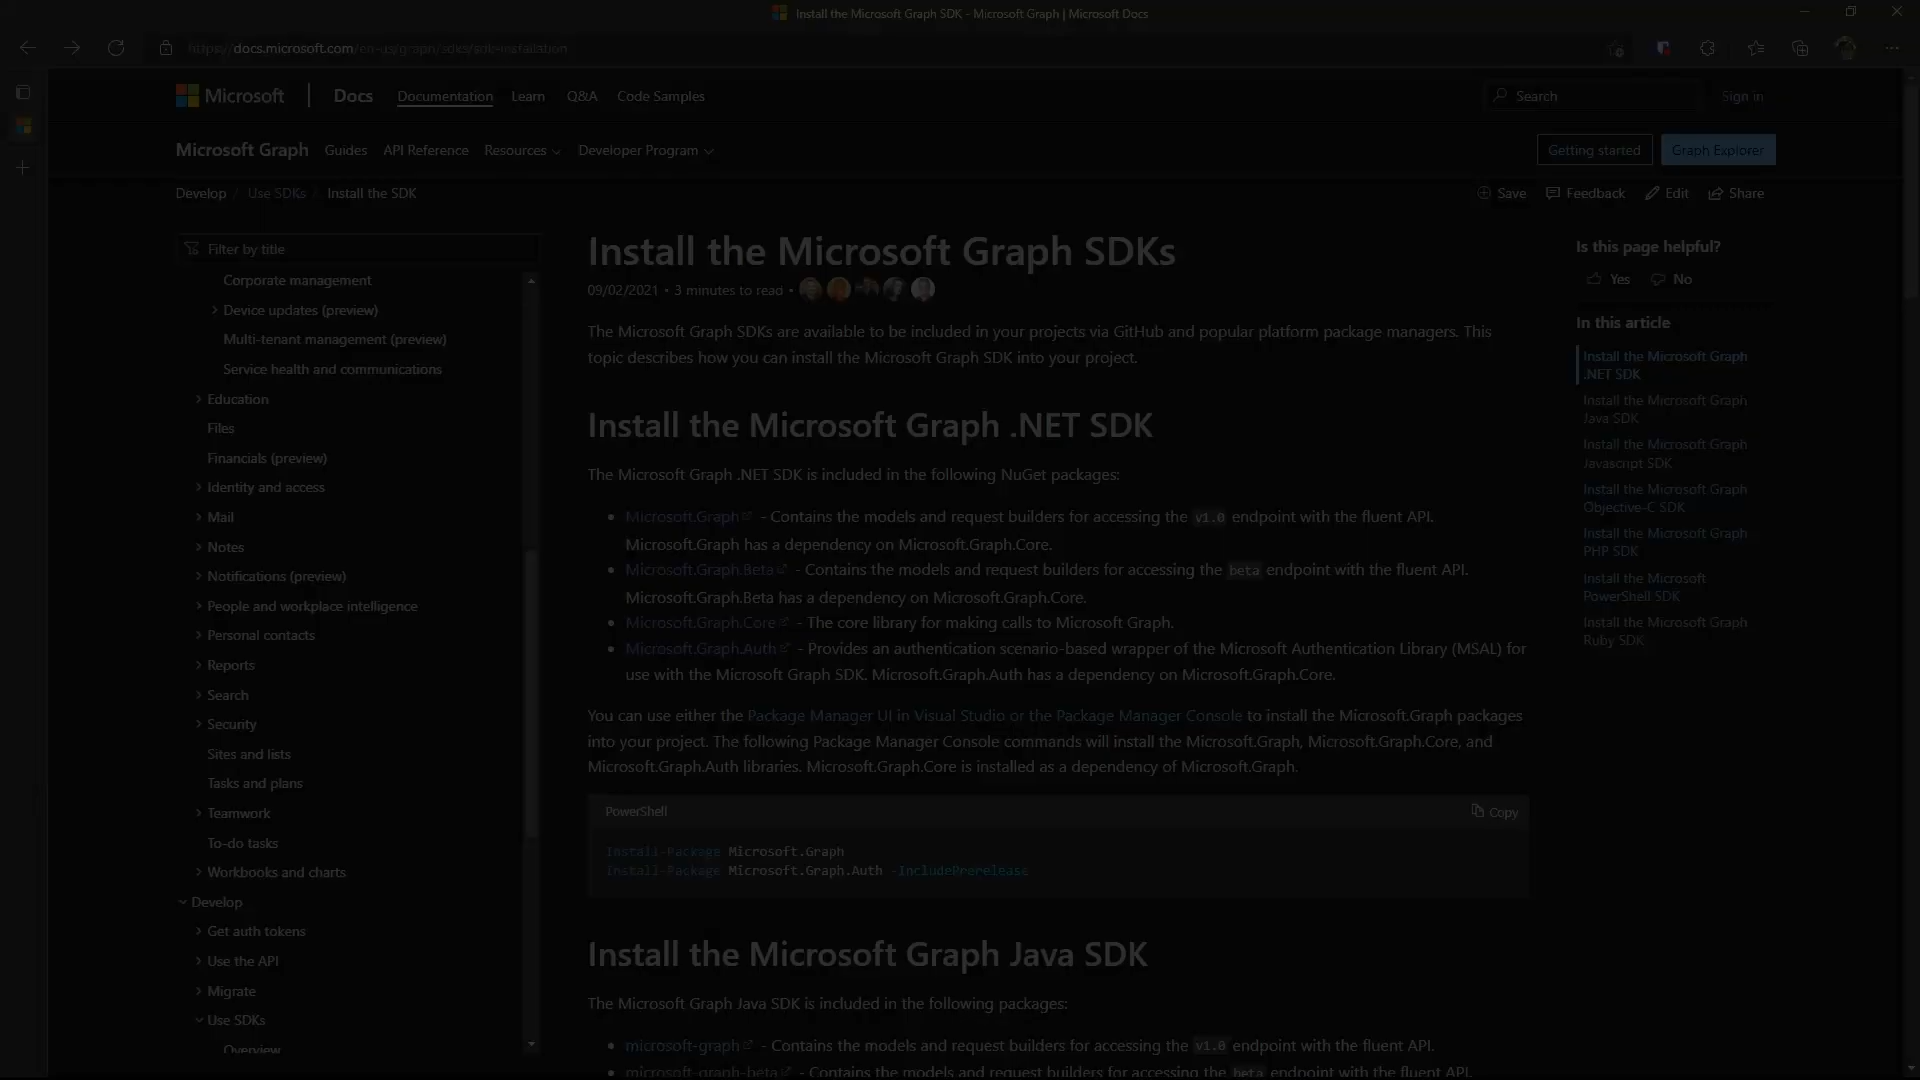 Install the Microsoft Graph SDK - Microsoft Graph | Microsoft Docs
https://docs.microsoft.com/en-us/graph/sdks/sdk-installation
Microsoft Docs Documentation Learn Q&A Code Samples Search Sign in
Microsoft Graph Guides API Reference Resources Developer Program Getting started Graph Explorer
Develop / Use SDKs / Install the SDK Save Feedback Edit Share
Filter by title
Corporate management
Device updates (preview)
Multi-tenant management (preview)
Service health and communications
Education
Files
Financials (preview)
Identity and access
Mail
Notes
Notifications (preview)
People and workplace intelligence
Personal contacts
Reports
Search
Security
Sites and lists
Tasks and plans
Teamwork
To-do tasks
Workbooks and charts
Develop
Get auth tokens
Use the API
Migrate
Use SDKs
Overview
Install the Microsoft Graph SDKs
09/02/2021 • 3 minutes to read •
The Microsoft Graph SDKs are available to be included in your projects via GitHub and popular platform package managers. This
topic describes how you can install the Microsoft Graph SDK into your project.
Install the Microsoft Graph .NET SDK
The Microsoft Graph .NET SDK is included in the following NuGet packages:
• Microsoft.Graph - Contains the models and request builders for accessing the v1.0 endpoint with the fluent API.
Microsoft.Graph has a dependency on Microsoft.Graph.Core.
• Microsoft.Graph.Beta - Contains the models and request builders for accessing the beta endpoint with the fluent API.
Microsoft.Graph.Beta has a dependency on Microsoft.Graph.Core.
• Microsoft.Graph.Core - The core library for making calls to Microsoft Graph.
• Microsoft.Graph.Auth - Provides an authentication scenario-based wrapper of the Microsoft Authentication Library (MSAL) for
use with the Microsoft Graph SDK. Microsoft.Graph.Auth has a dependency on Microsoft.Graph.Core.
You can use either the Package Manager UI in Visual Studio or the Package Manager Console to install the Microsoft.Graph packages
into your project. The following Package Manager Console commands will install the Microsoft.Graph, Microsoft.Graph.Core, and
Microsoft.Graph.Auth libraries. Microsoft.Graph.Core is installed as a dependency of Microsoft.Graph.
PowerShell Copy
Install-Package Microsoft.Graph
Install-Package Microsoft.Graph.Auth -IncludePrerelease
Install the Microsoft Graph Java SDK
The Microsoft Graph Java SDK is included in the following packages:
• microsoft-graph - Contains the models and request builders for accessing the v1.0 endpoint with the fluent API.
• microsoft-graph-beta - Contains the models and request builders for accessing the beta endpoint with the fluent API.
Is this page helpful?
Yes No
In this article
Install the Microsoft Graph
.NET SDK
Install the Microsoft Graph
Java SDK
Install the Microsoft Graph
Javascript SDK
Install the Microsoft Graph
Objective-C SDK
Install the Microsoft Graph
PHP SDK
Install the Microsoft
PowerShell SDK
Install the Microsoft Graph
Ruby SDK